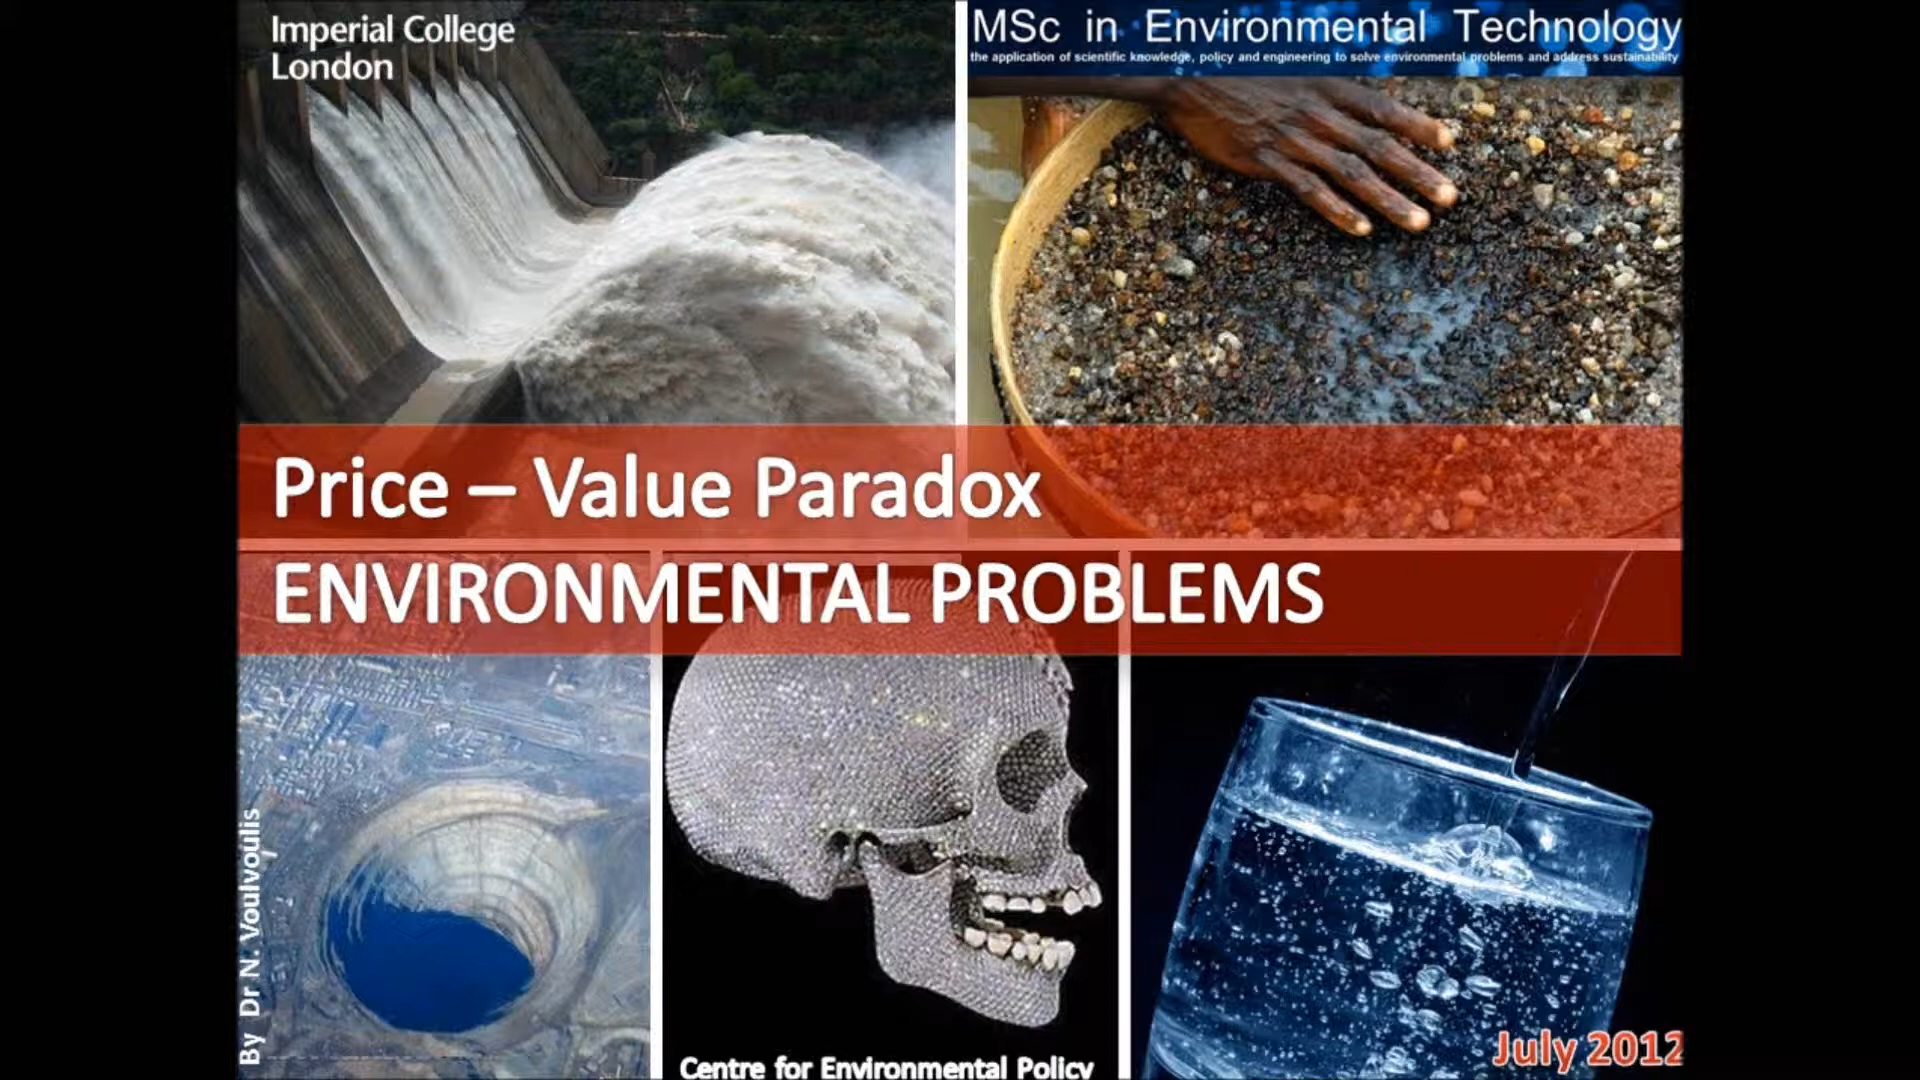 Imperial College
London
MSc in Environmental Technology
the application of scientific knowledge, policy and engineering to solve environmental problems and address sustainability
Price – Value Paradox
ENVIRONMENTAL PROBLEMS
By Dr N. Voulvoulis
Centre for Environmental Policy
July 2012